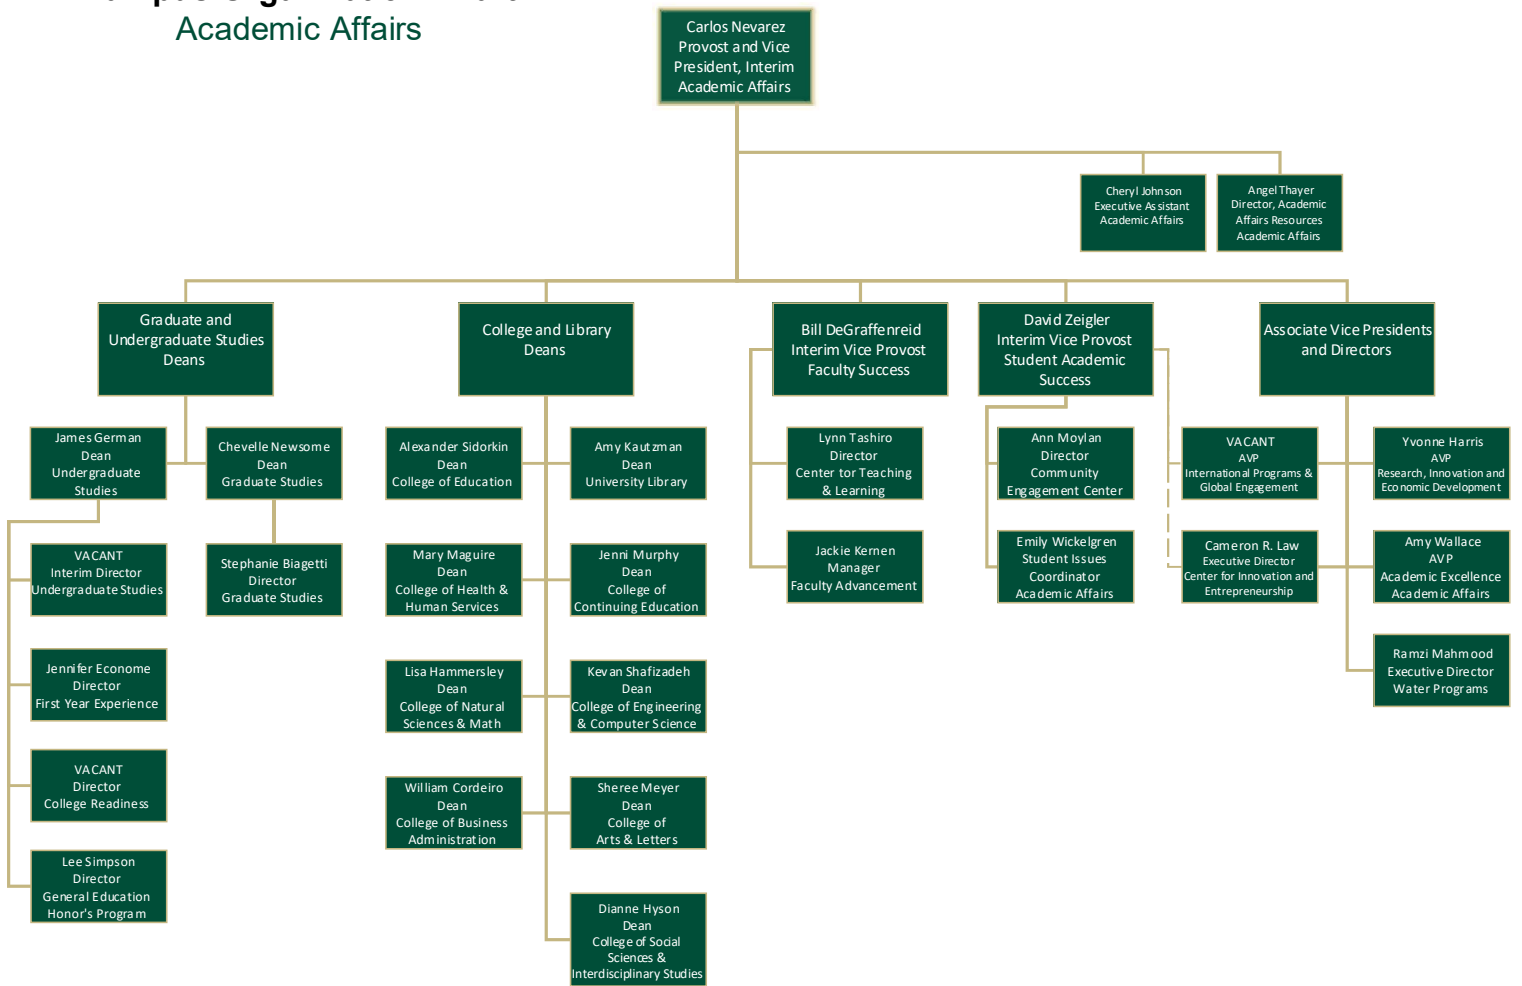 Academic Affairs
Carlos Nevarez
Provost and Vice
President, Interim
Academic Affairs
Cheryl Johnson
Executive Assistant
Academic Affairs
Angel Thayer
Director, Academic
Affairs Resources
Academic Affairs
Graduate and
Undergraduate Studies
Deans
College and Library
Deans
Bill DeGraffenreid
Interim Vice Provost
Faculty Success
David Zeigler
Interim Vice Provost
Student Academic
Success
Associate Vice Presidents
and Directors
James German
Dean
Undergraduate
Studies
Chevelle Newsome
Dean
Graduate Studies
VACANT
Interim Director
Undergraduate Studies
Stephanie Biagetti
Director
Graduate Studies
Jennifer Econome
Director
First Year Experience
VACANT
Director
College Readiness
Lee Simpson
Director
General Education
Honor's Program
Alexander Sidorkin
Dean
College of Education
Amy Kautzman
Dean
University Library
Mary Maguire
Dean
College of Health &
Human Services
Jenni Murphy
Dean
College of
Continuing Education
Lisa Hammersley
Dean
College of Natural
Sciences & Math
Kevan Shafizadeh
Dean
College of Engineering
& Computer Science
William Cordeiro
Dean
College of Business
Administration
Sheree Meyer
Dean
College of
Arts & Letters
Dianne Hyson
Dean
College of Social
Sciences &
Interdisciplinary Studies
Lynn Tashiro
Director
Center tor Teaching
& Learning
Jackie Kernen
Manager
Faculty Advancement
Ann Moylan
Director
Community
Engagement Center
Emily Wickelgren
Student Issues
Coordinator
Academic Affairs
VACANT
AVP
International Programs &
Global Engagement
Cameron R. Law
Executive Director
Center for Innovation and
Entrepreneurship
Yvonne Harris
AVP
Research, Innovation and
Economic Development
Amy Wallace
AVP
Academic Excellence
Academic Affairs
Ramzi Mahmood
Executive Director
Water Programs